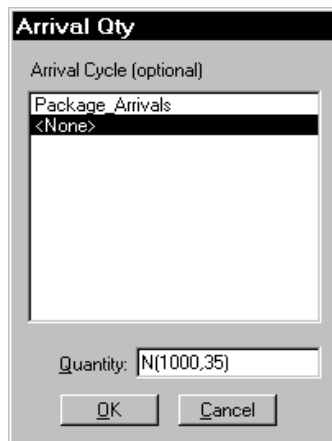 Arrival Qty
Arrival Cycle (optional)
Package_Arrivals
<None>
Quantity: N(1000,35)
OK Cancel